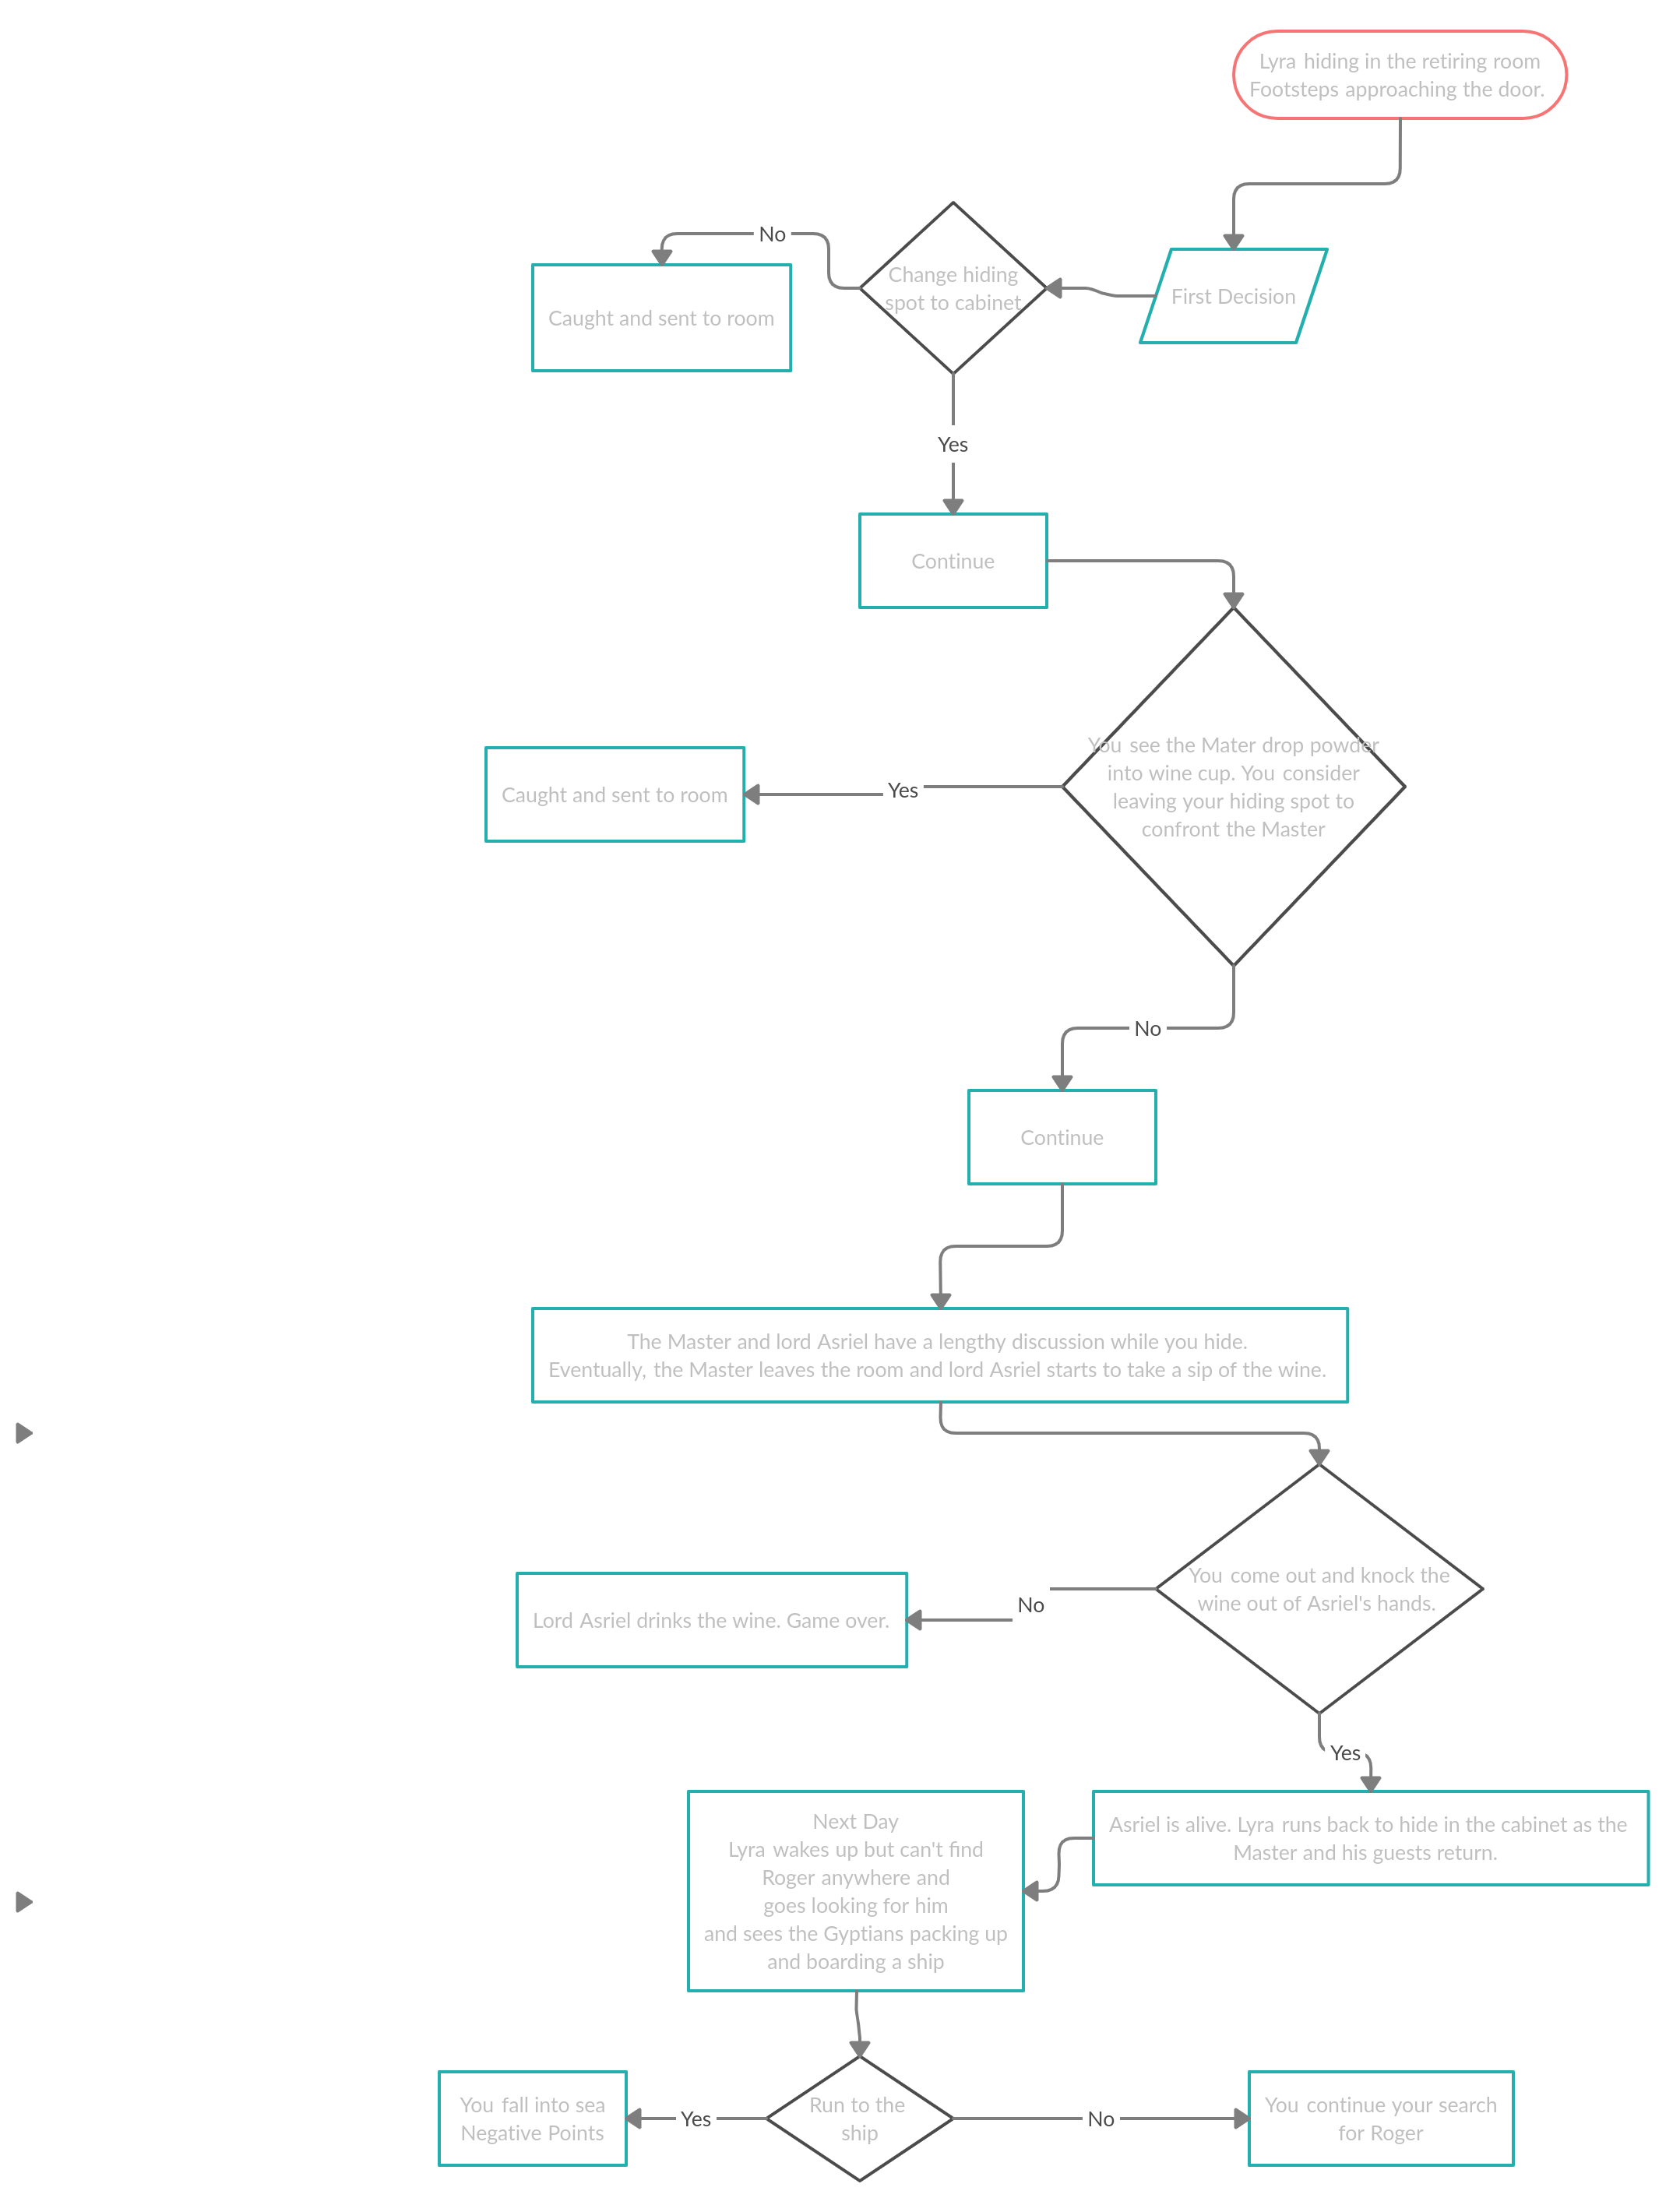 Lyra hiding in the retiring room
Footsteps approaching the door.
First Decision
Change hiding
spot to cabinet
No
Caught and sent to room
Yes
Continue
You see the Mater drop powder
into wine cup. You consider
leaving your hiding spot to
confront the Master
Yes
Caught and sent to room
No
Continue
The Master and lord Asriel have a lengthy discussion while you hide.
Eventually, the Master leaves the room and lord Asriel starts to take a sip of the wine.
You come out and knock the
wine out of Asriel's hands.
No
Lord Asriel drinks the wine. Game over.
Yes
Asriel is alive. Lyra runs back to hide in the cabinet as the
Master and his guests return.
Next Day
Lyra wakes up but can't find
Roger anywhere and
goes looking for him
and sees the Gyptians packing up
and boarding a ship
Run to the
ship
Yes
You fall into sea
Negative Points
No
You continue your search
for Roger